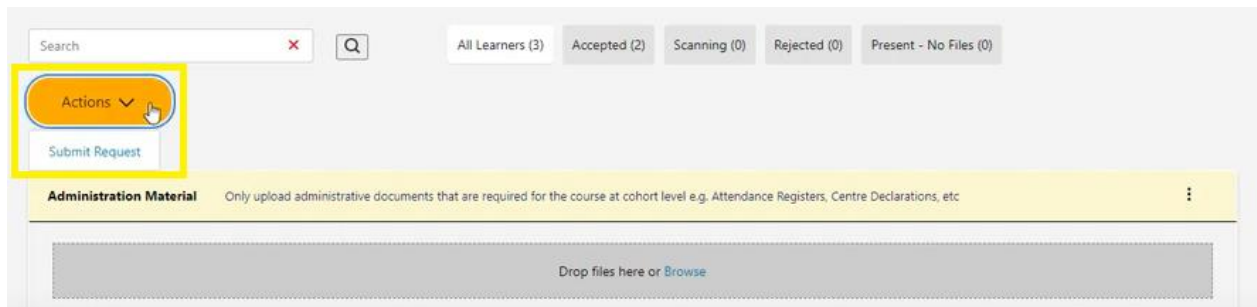 Search
All Learners (3) Accepted (2) Scanning (0) Rejected (0) Present - No Files (0)
Actions
Submit Request
Administration Material Only upload administrative documents that are required for the course at cohort level e.g. Attendance Registers, Centre Declarations, etc
Drop files here or Browse